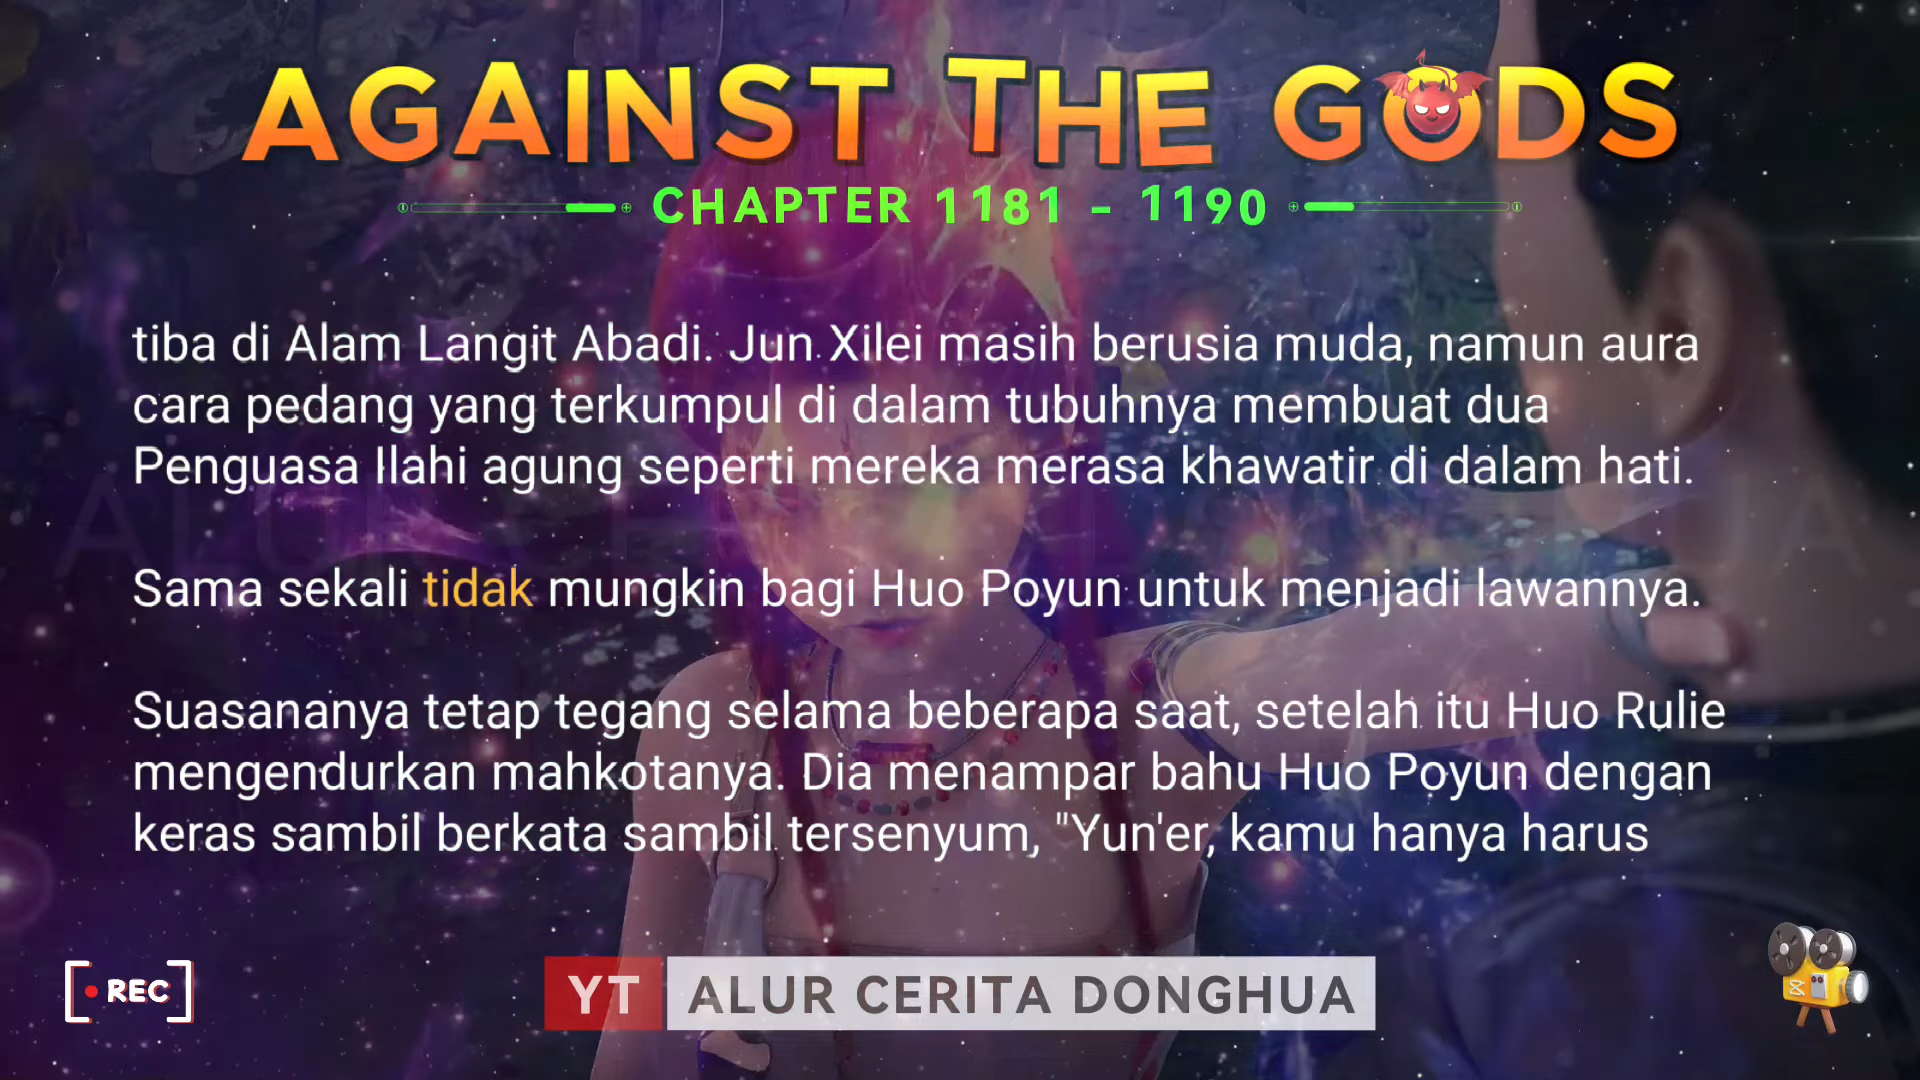 AGAINST THE GODS
CHAPTER 1181 - 1190
tiba di Alam Langit Abadi. Jun Xilei masih berusia muda, namun aura
cara pedang yang terkumpul di dalam tubuhnya membuat dua
Penguasa Ilahi agung seperti mereka merasa khawatir di dalam hati.
Sama sekali tidak mungkin bagi Huo Poyun untuk menjadi lawannya.
Suasananya tetap tegang selama beberapa saat, setelah itu Huo Rulie
mengendurkan mahkotanya. Dia menampar bahu Huo Poyun dengan
keras sambil berkata sambil tersenyum, "Yun'er, kamu hanya harus
REC
YT ALUR CERITA DONGHUA